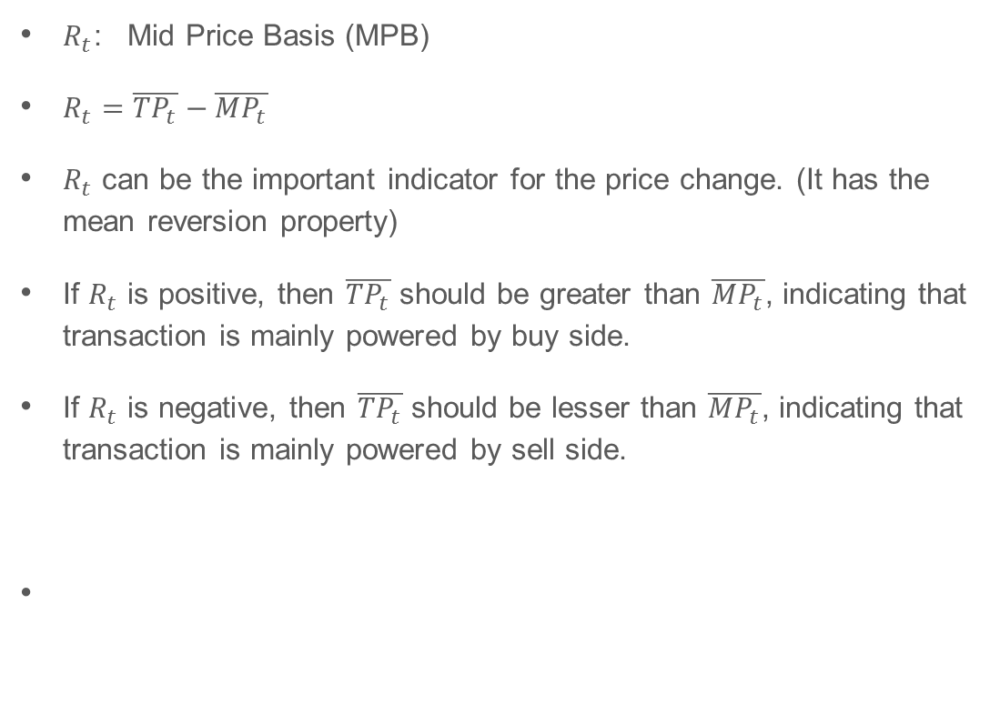 • R_t: Mid Price Basis (MPB)
• R_t = \overline{TP_t} − \overline{MP_t}
• R_t can be the important indicator for the price change. (It has the
mean reversion property)
• If R_t is positive, then \overline{TP_t} should be greater than \overline{MP_t}, indicating that
transaction is mainly powered by buy side.
• If R_t is negative, then \overline{TP_t} should be lesser than \overline{MP_t}, indicating that
transaction is mainly powered by sell side.
•